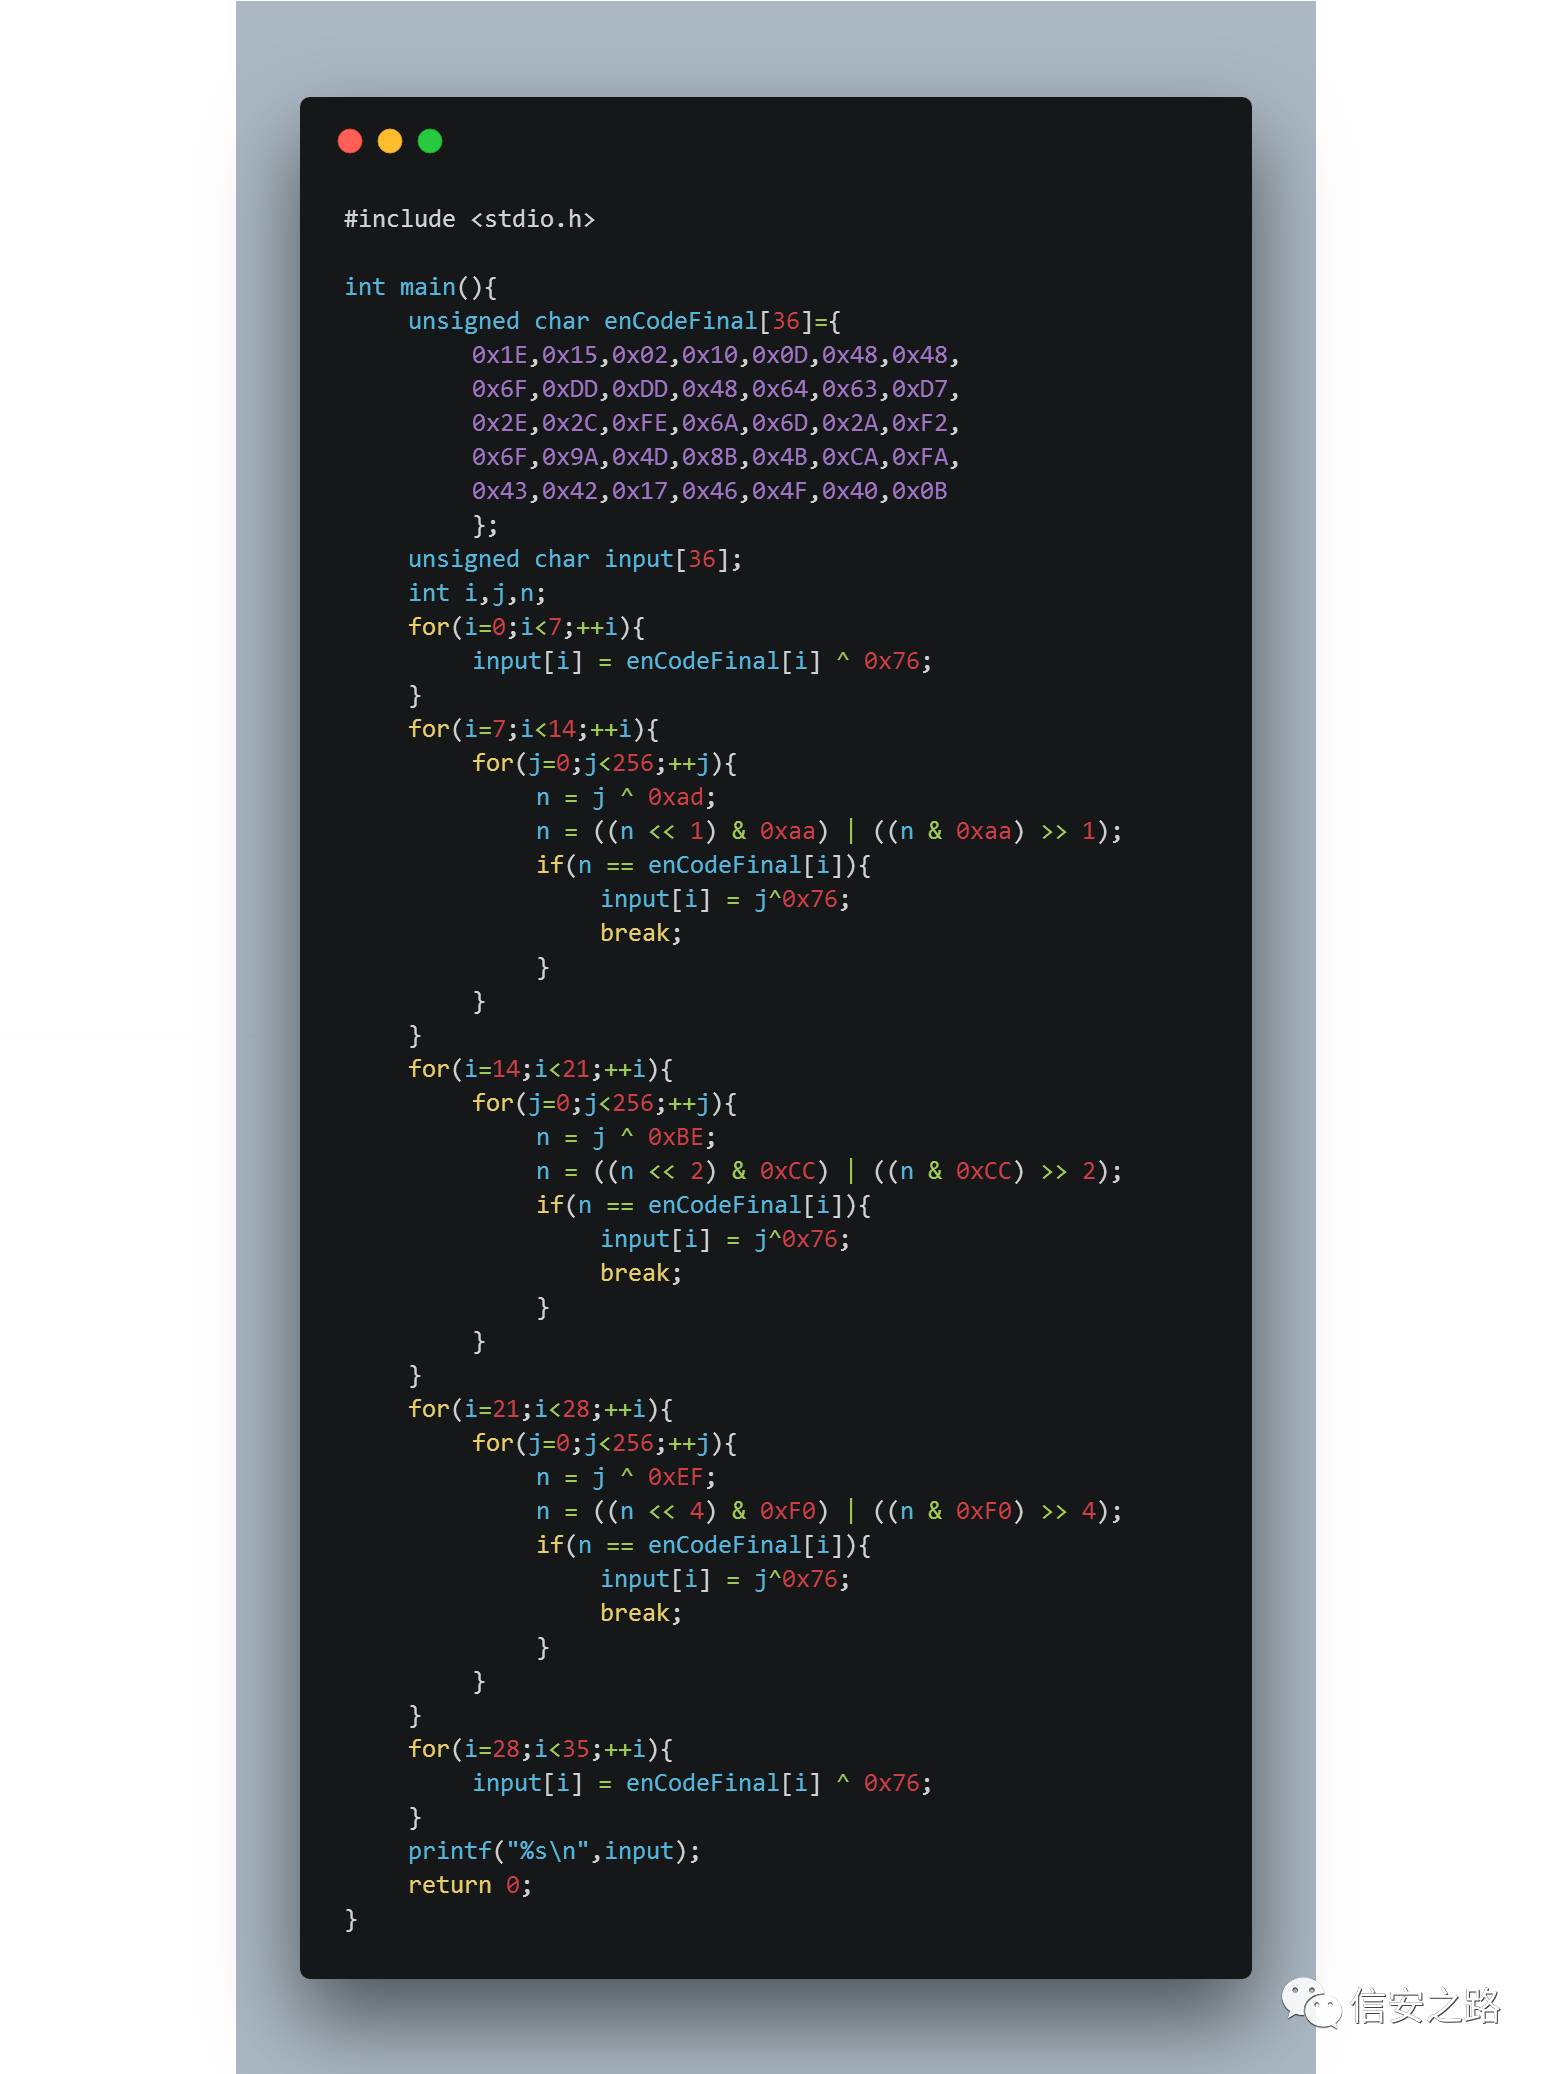 #include <stdio.h>

int main(){
    unsigned char enCodeFinal[36]={
        0x1E,0x15,0x02,0x10,0x0D,0x48,0x48,
        0x6F,0xDD,0xDD,0x48,0x64,0x63,0xD7,
        0x2E,0x2C,0xFE,0x6A,0x6D,0x2A,0xF2,
        0x6F,0x9A,0x4D,0x8B,0x4B,0xCA,0xFA,
        0x43,0x42,0x17,0x46,0x4F,0x40,0x0B
        };
    unsigned char input[36];
    int i,j,n;
    for(i=0;i<7;++i){
        input[i] = enCodeFinal[i] ^ 0x76;
    }
    for(i=7;i<14;++i){
        for(j=0;j<256;++j){
            n = j ^ 0xad;
            n = ((n << 1) & 0xaa) | ((n & 0xaa) >> 1);
            if(n == enCodeFinal[i]){
                input[i] = j^0x76;
                break;
            }
        }
    }
    for(i=14;i<21;++i){
        for(j=0;j<256;++j){
            n = j ^ 0xBE;
            n = ((n << 2) & 0xCC) | ((n & 0xCC) >> 2);
            if(n == enCodeFinal[i]){
                input[i] = j^0x76;
                break;
            }
        }
    }
    for(i=21;i<28;++i){
        for(j=0;j<256;++j){
            n = j ^ 0xEF;
            n = ((n << 4) & 0xF0) | ((n & 0xF0) >> 4);
            if(n == enCodeFinal[i]){
                input[i] = j^0x76;
                break;
            }
        }
    }
    for(i=28;i<35;++i){
        input[i] = enCodeFinal[i] ^ 0x76;
    }
    printf("%s\n",input);
    return 0;
}
信安之路